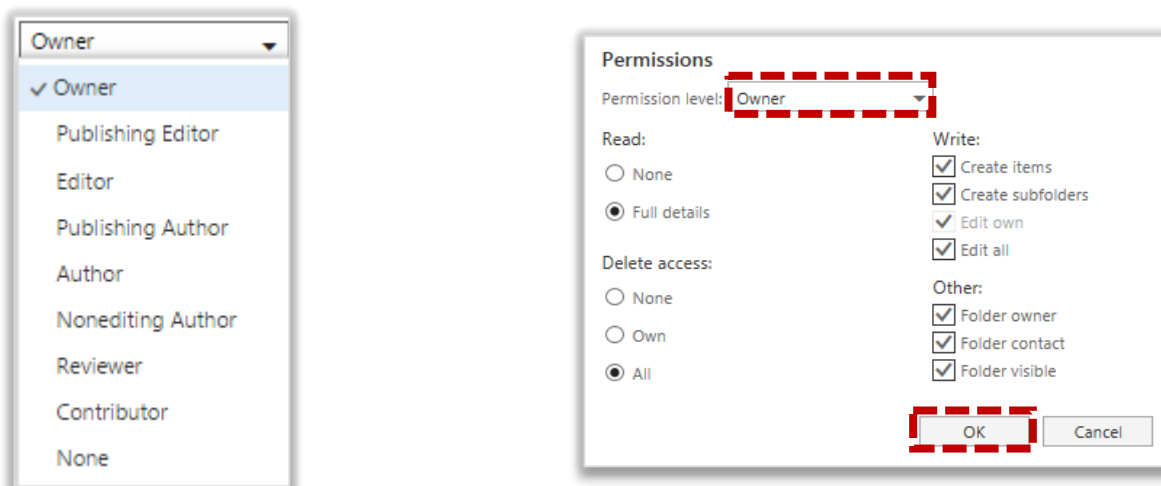 Owner
Owner
Publishing Editor
Editor
Publishing Author
Author
Nonediting Author
Reviewer
Contributor
None
Permissions
Permission level: Owner
Read:
None
Full details
Delete access:
None
Own
All
Write:
Create items
Create subfolders
Edit own
Edit all
Other:
Folder owner
Folder contact
Folder visible
OK
Cancel